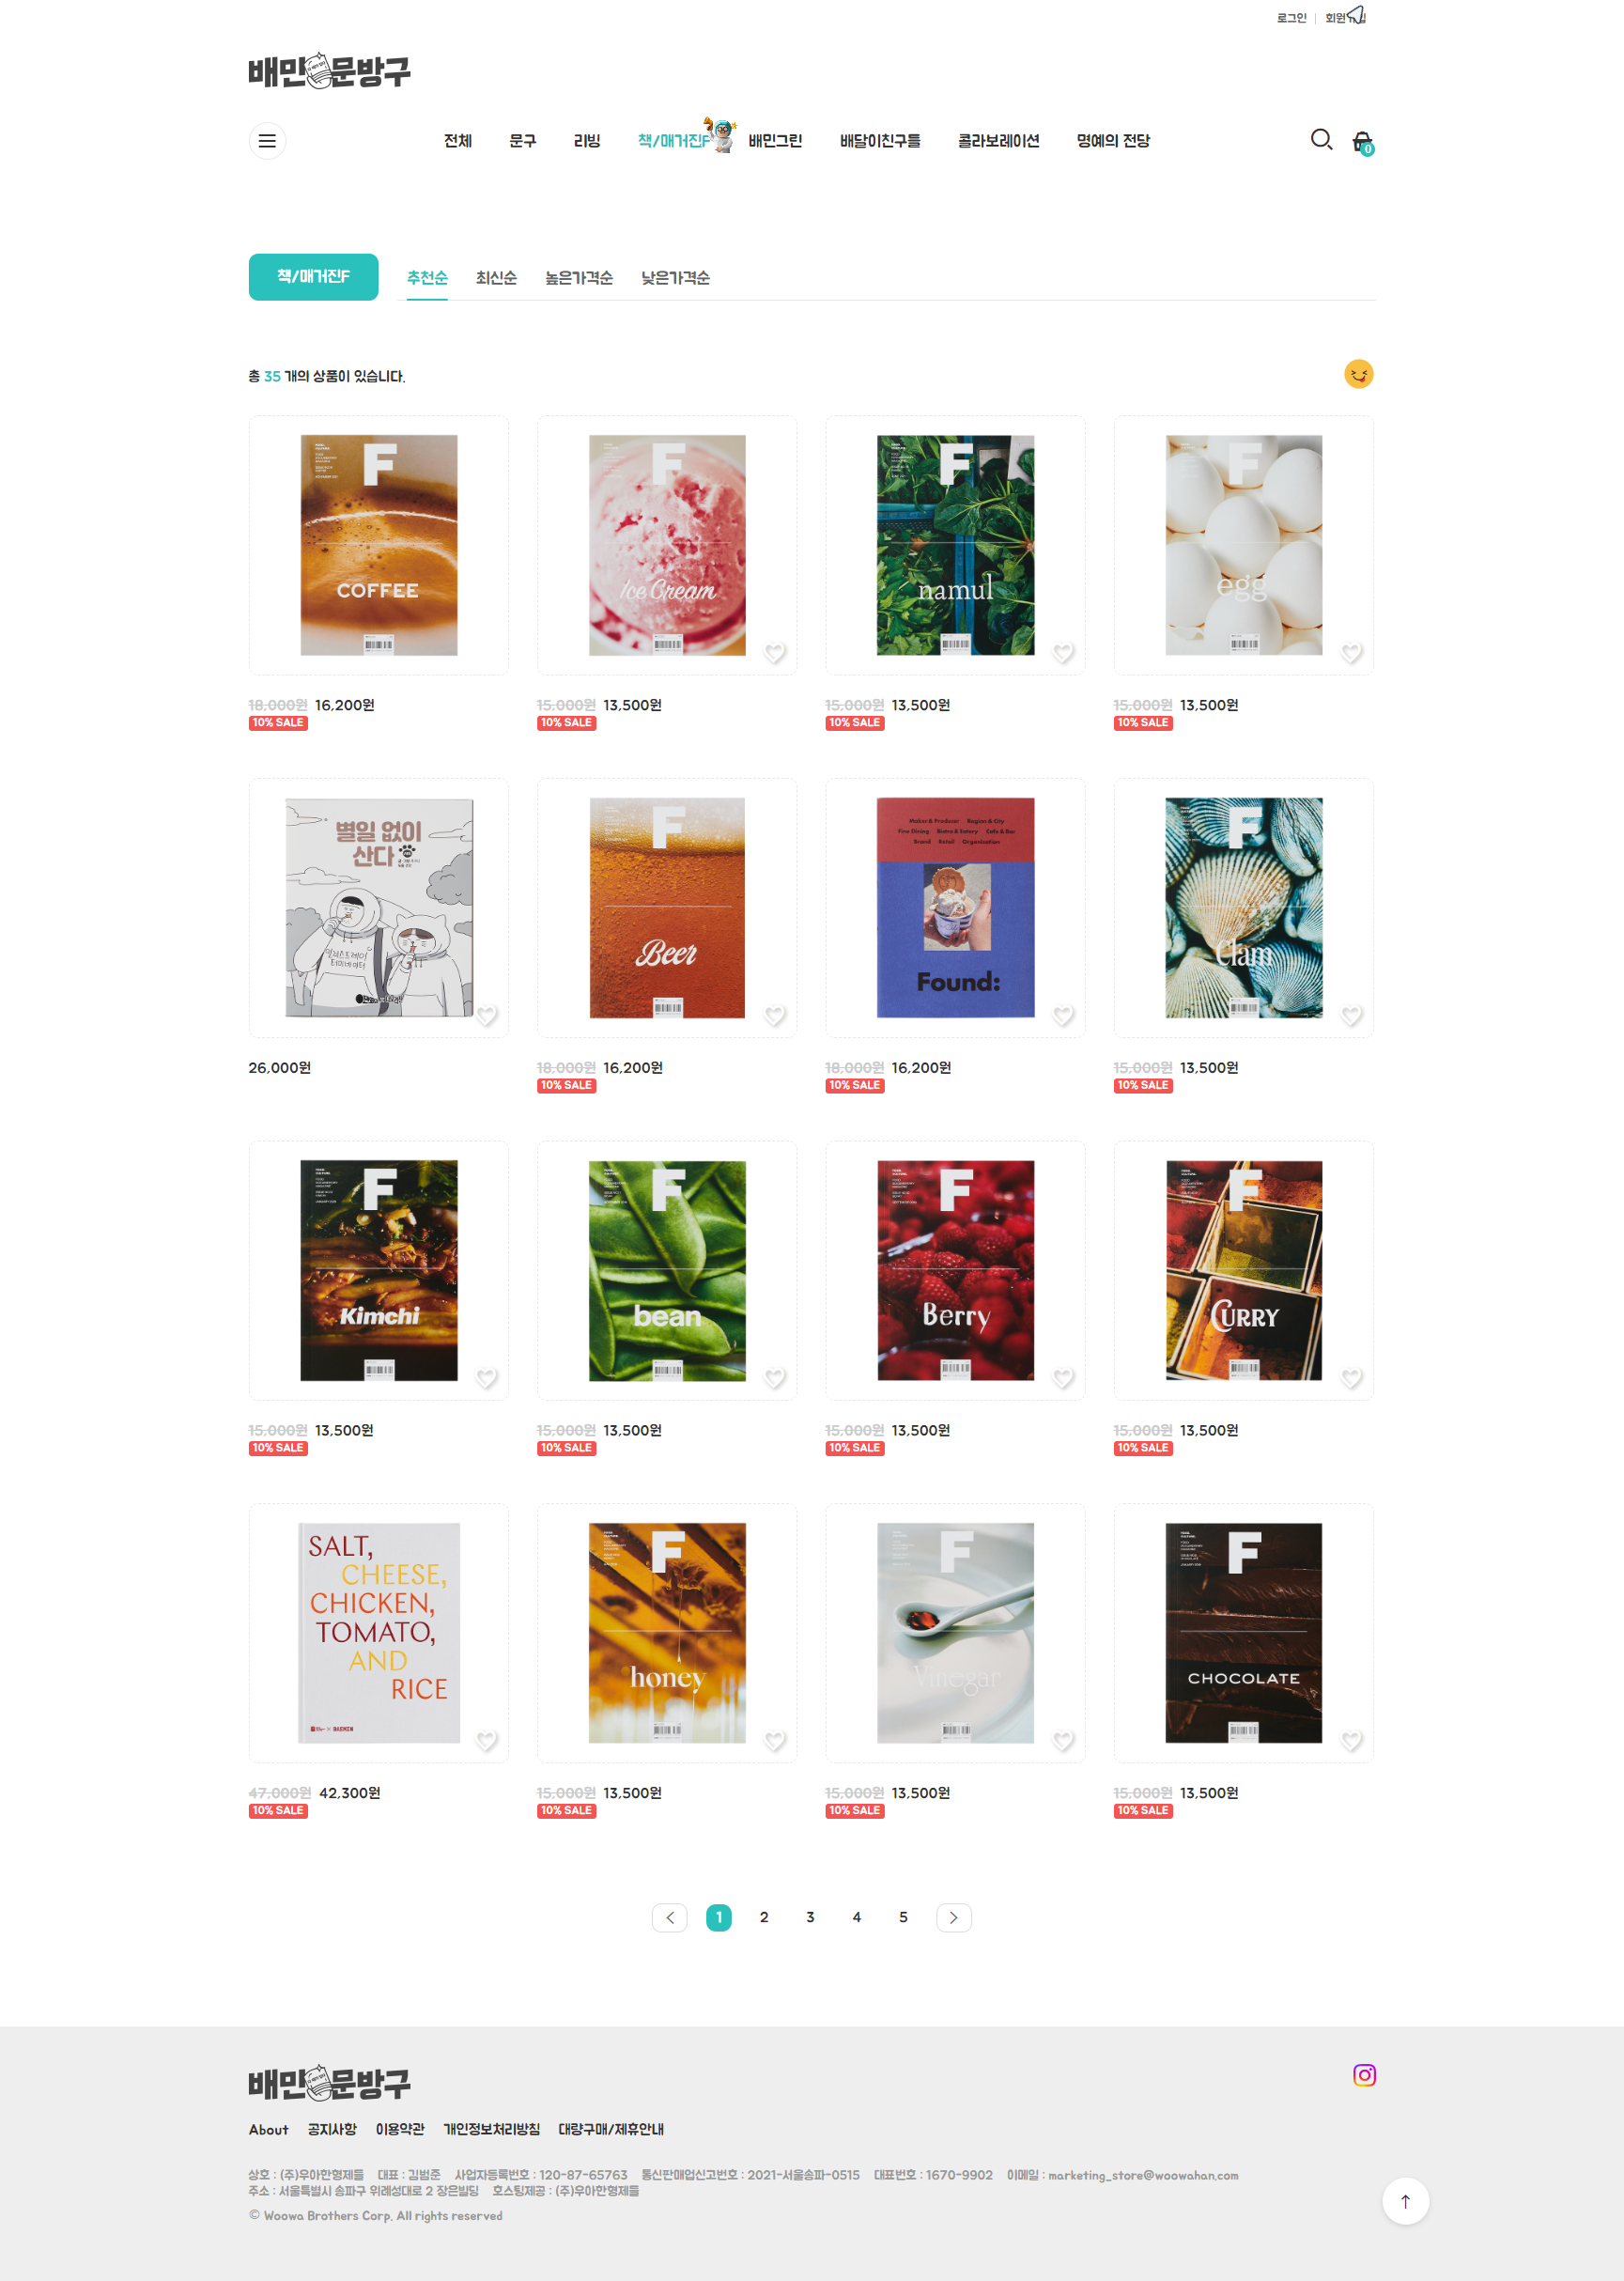 로그인 회원
배민문방구
전체 문구 리빙 책/매거진F 배민그린 배달이친구들 콜라보레이션 명예의 전당
0
책/매거진F 추천순 최신순 높은가격순 낮은가격순
총 35 개의 상품이 있습니다.
F F F F
COFFEE Ice Cream namul egg
18,000원 16,200원 15,000원 13,500원 15,000원 13,500원 15,000원 13,500원
10% SALE 10% SALE 10% SALE 10% SALE
별일 없이
산다
F
Beer
Maker & Producer Region & City
Fine Dining Bistro & Eatery Cafe & Bar
Brand Retail Organization
Found:
F
Clam
26,000원 18,000원 16,200원 18,000원 16,200원 15,000원 13,500원
10% SALE 10% SALE 10% SALE
F F F F
Kimchi bean Berry CURRY
15,000원 13,500원 15,000원 13,500원 15,000원 13,500원 15,000원 13,500원
10% SALE 10% SALE 10% SALE 10% SALE
SALT,
CHEESE,
CHICKEN,
TOMATO,
AND
RICE
F F F
honey Vinegar CHOCOLATE
47,000원 42,300원 15,000원 13,500원 15,000원 13,500원 15,000원 13,500원
10% SALE 10% SALE 10% SALE 10% SALE
1 2 3 4 5
배민문방구
About 공지사항 이용약관 개인정보처리방침 대량구매/제휴안내
상호 : (주)우아한형제들 대표 : 김범준 사업자등록번호 : 120-87-65763 통신판매업신고번호 : 2021-서울송파-0515 대표번호 : 1670-9902 이메일 : marketing_store@woowahan.com
주소 : 서울특별시 송파구 위례성대로 2 장은빌딩 호스팅제공 : (주)우아한형제들
© Woowa Brothers Corp. All rights reserved